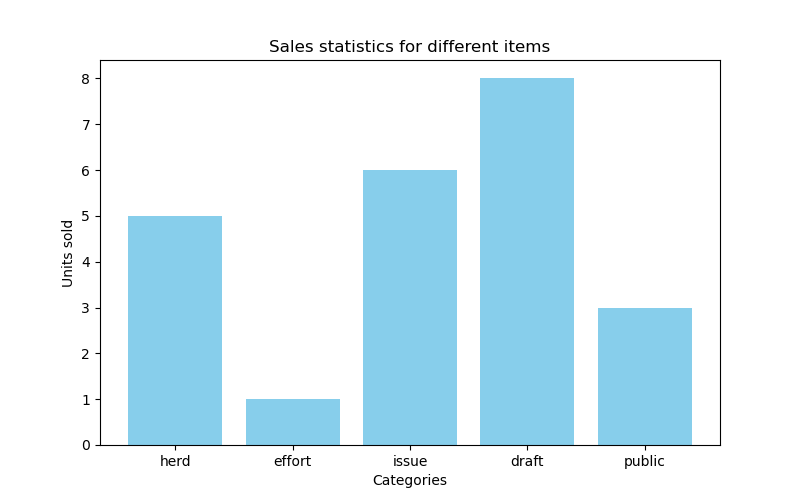 Sales statistics for different items
8
7
6
5
4
3
2
1
0
Units sold
herd effort issue draft public
Categories